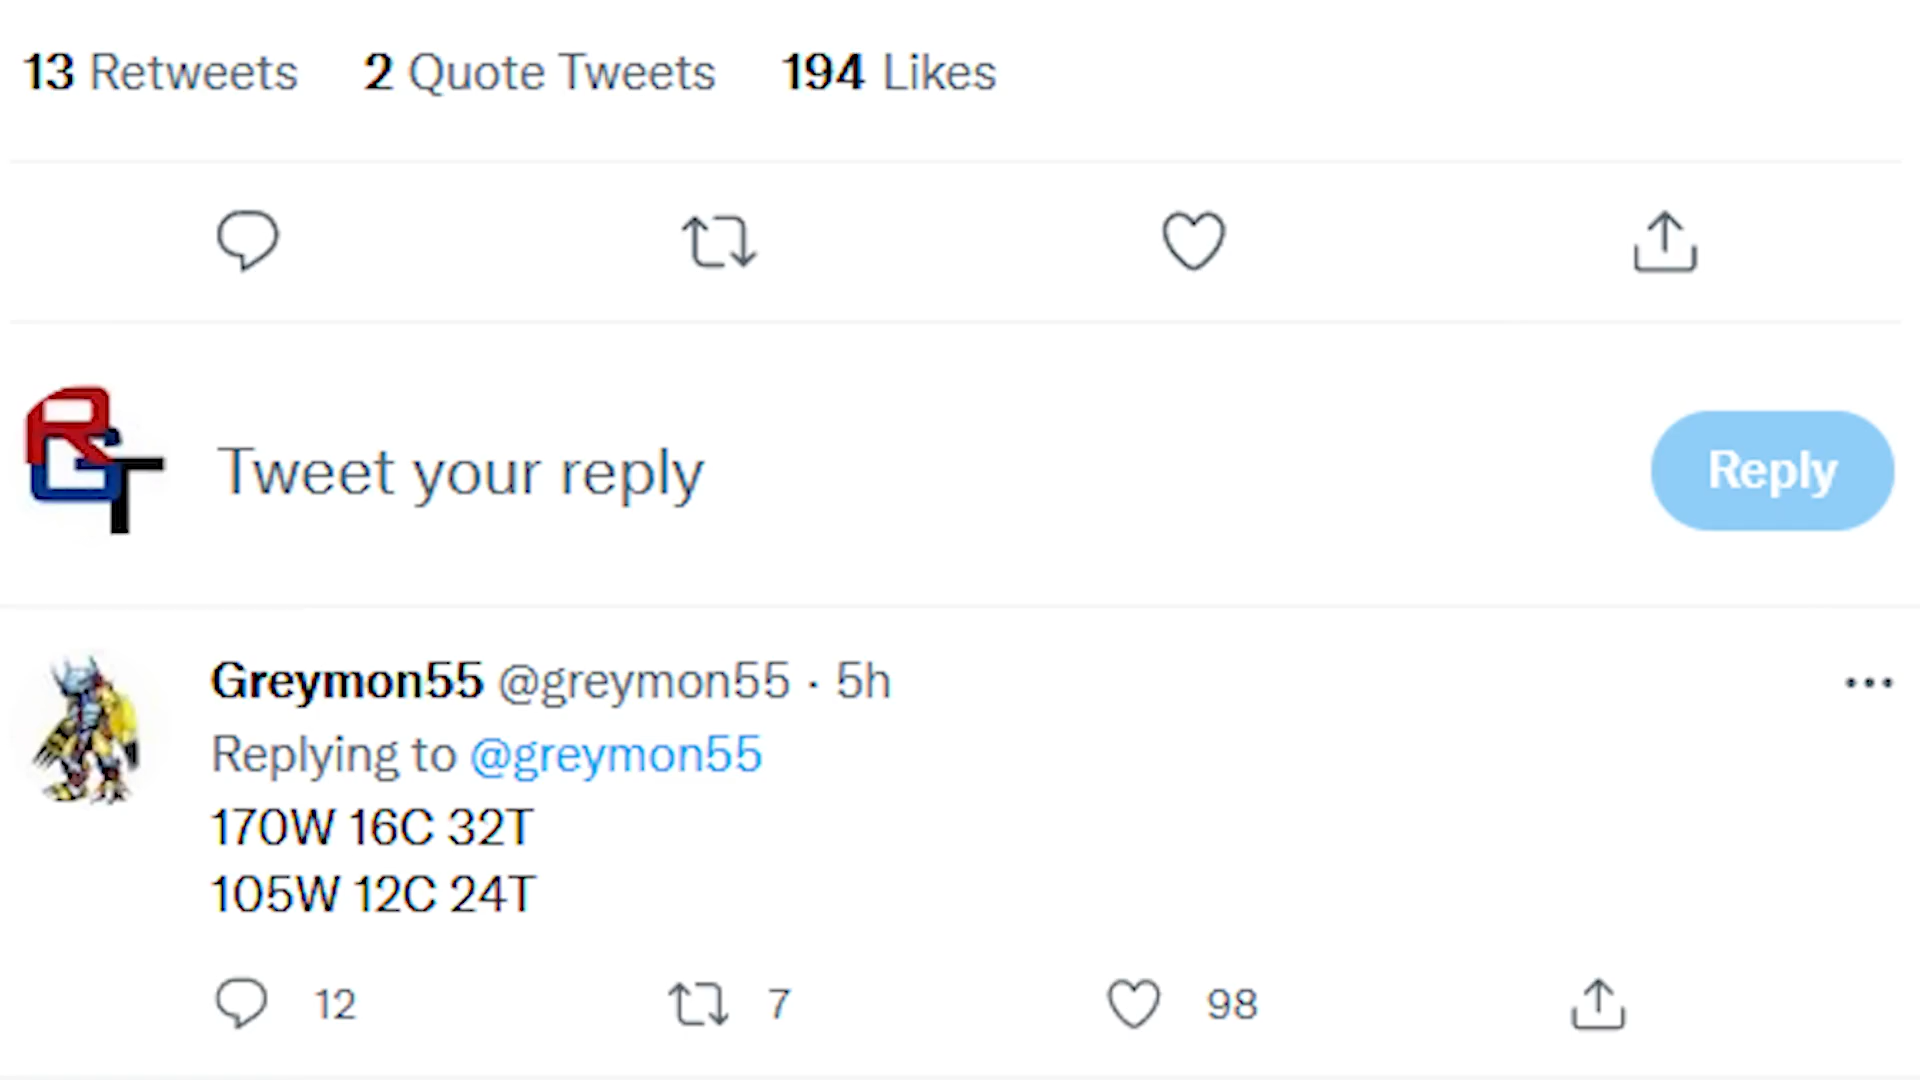 13 Retweets 2 Quote Tweets 194 Likes
RGT
Tweet your reply
Reply
Greymon55 @greymon55 · 5h
Replying to @greymon55
170W 16C 32T
105W 12C 24T
12 7 98